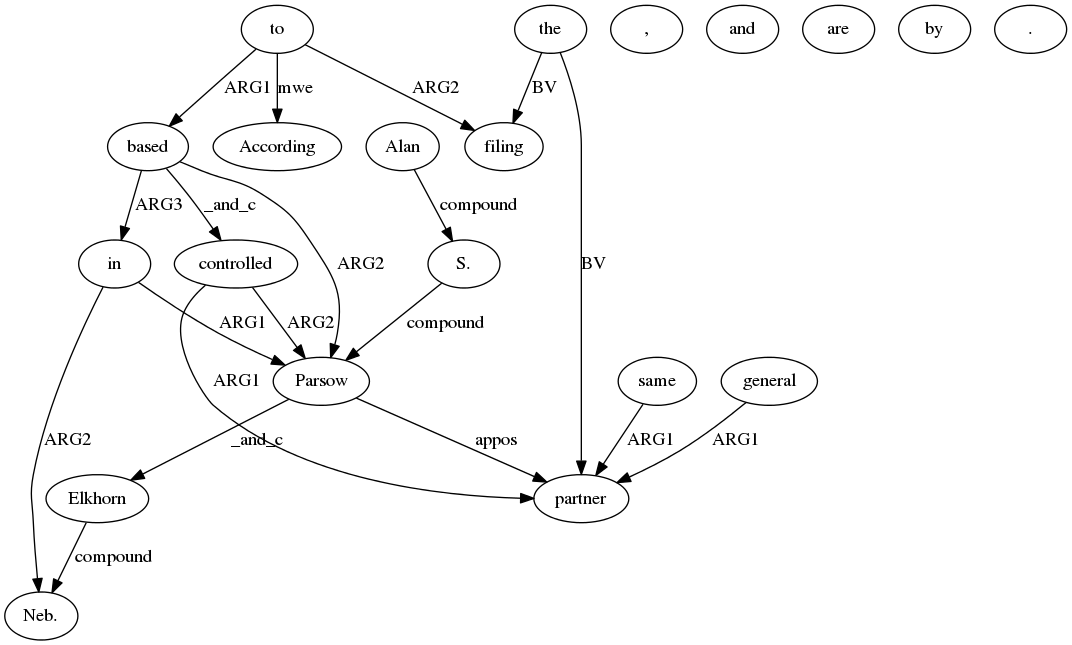 to the , and are by .
ARG1 mwe ARG2 BV
based According Alan filing
ARG3 _and_c compound
in controlled S. ARG2 BV
ARG1 ARG2 compound
Parsow same general
ARG1
ARG2 _and_c appos ARG1 ARG1
Elkhorn partner
compound
Neb.